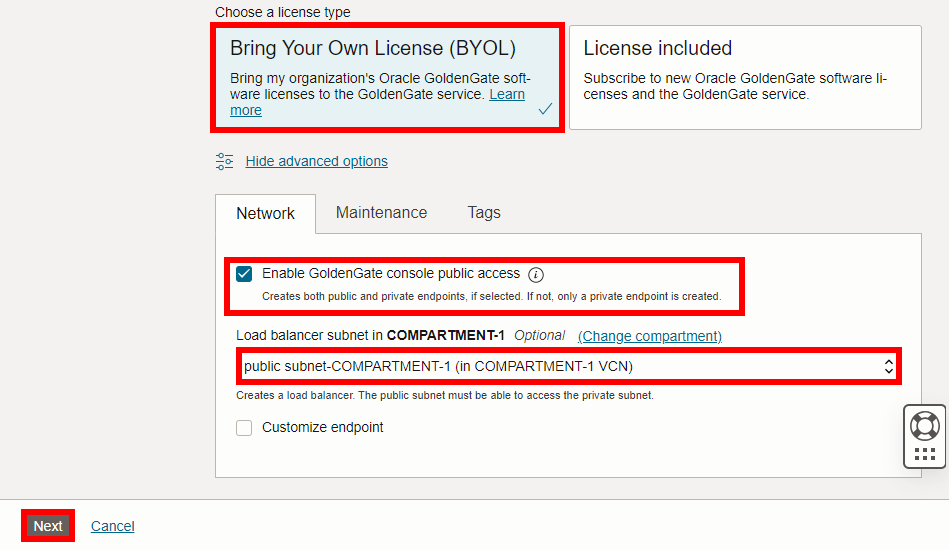 Choose a license type
Bring Your Own License (BYOL)
Bring my organization's Oracle GoldenGate soft-
ware licenses to the GoldenGate service. Learn
more
License included
Subscribe to new Oracle GoldenGate software li-
censes and the GoldenGate service.
Hide advanced options
Network Maintenance Tags
Enable GoldenGate console public access
Creates both public and private endpoints, if selected. If not, only a private endpoint is created.
Load balancer subnet in COMPARTMENT-1 Optional (Change compartment)
public subnet-COMPARTMENT-1 (in COMPARTMENT-1 VCN)
Creates a load balancer. The public subnet must be able to access the private subnet.
Customize endpoint
Next Cancel